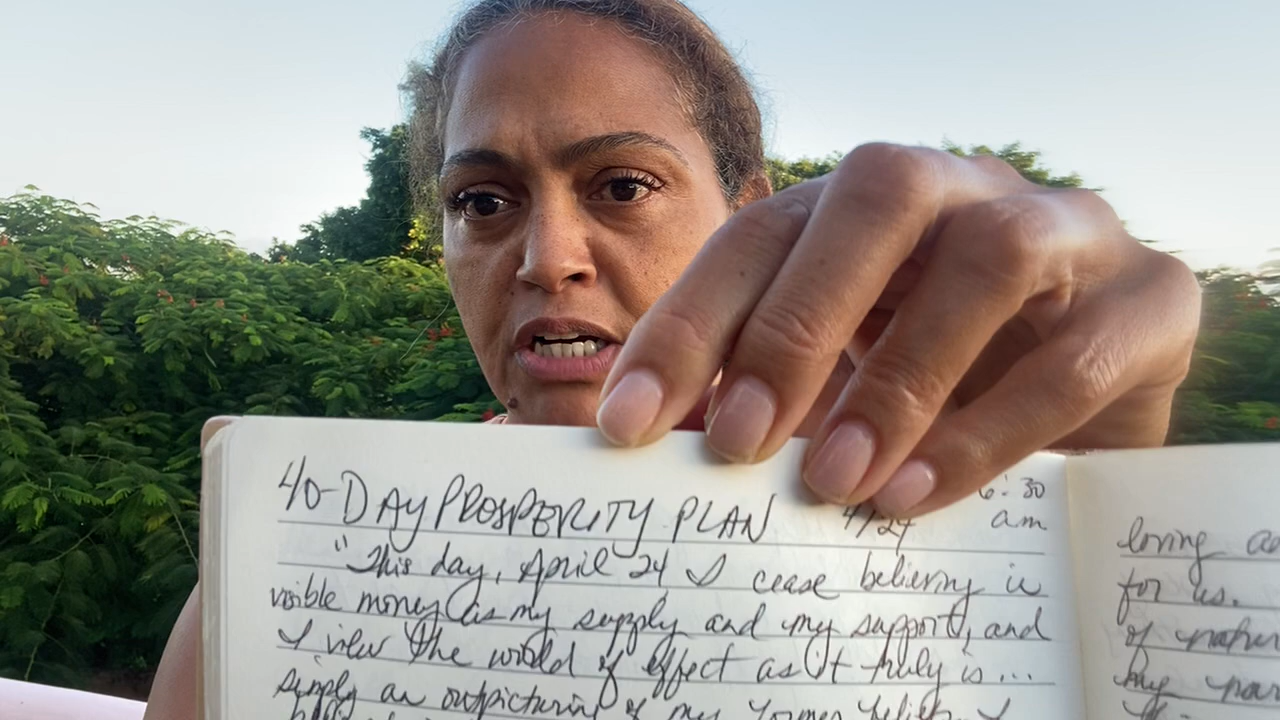 40-DAY PROSPERITY PLAN 4/24 6:30 am
"This day, April 24 I cease believing is
visible money as my supply and my support, and
I view the world of effect as it truly is...
simply an outpicturing of my former beliefs. I
loving
for us.
of
my